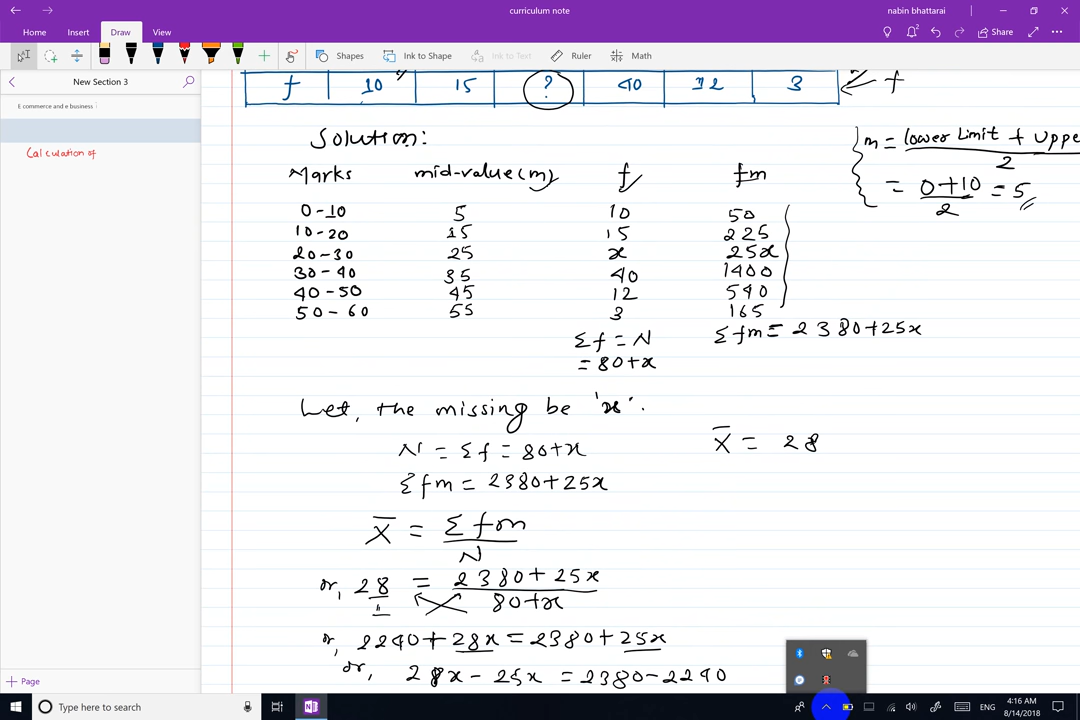 curriculum note
nabin bhattarai
Home Insert Draw View
Share
Shapes Ink to Shape Ink to Text Ruler Math
New Section 3
E commerce and e business
Calculation of
Page
f 10 15 ? 40 12 3 f
Solution:
m = lower Limit + Upper
2
= 0+10 = 5
2
Marks mid-value(m) f fm
0-10 5 10 50
10-20 15 15 225
20-30 25 x 25x
30-40 35 40 1400
40-50 45 12 540
50-60 55 3 165
Σf = N Σfm = 2380+25x
= 80+x
Let, the missing be 'x'.
N = Σf = 80+x
X̄ = 28
Σfm = 2380+25x
X̄ = Σfm
N
or, 28 = 2380+25x
80+x
or, 2240+28x = 2380+25x
or, 28x - 25x = 2380-2240
Type here to search
ENG
4:16 AM
8/14/2018